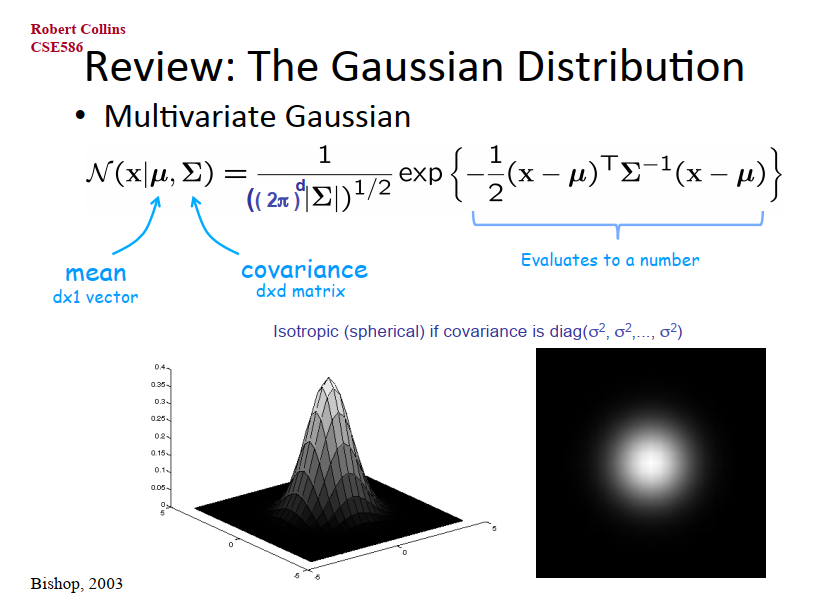 Robert Collins
CSE586
Review: The Gaussian Distribution
• Multivariate Gaussian
𝒩(x|μ, Σ) = 1 / ((2π)^d |Σ|)^1/2 exp { −1/2 (x − μ)^⊤ Σ^−1 (x − μ) }
mean
dx1 vector
covariance
dxd matrix
Evaluates to a number
Isotropic (spherical) if covariance is diag(σ², σ²,..., σ²)
0.4
0.35
0.3
0.25
0.2
0.15
0.1
0.05
0
5
0
-5
-5
0
5
Bishop, 2003